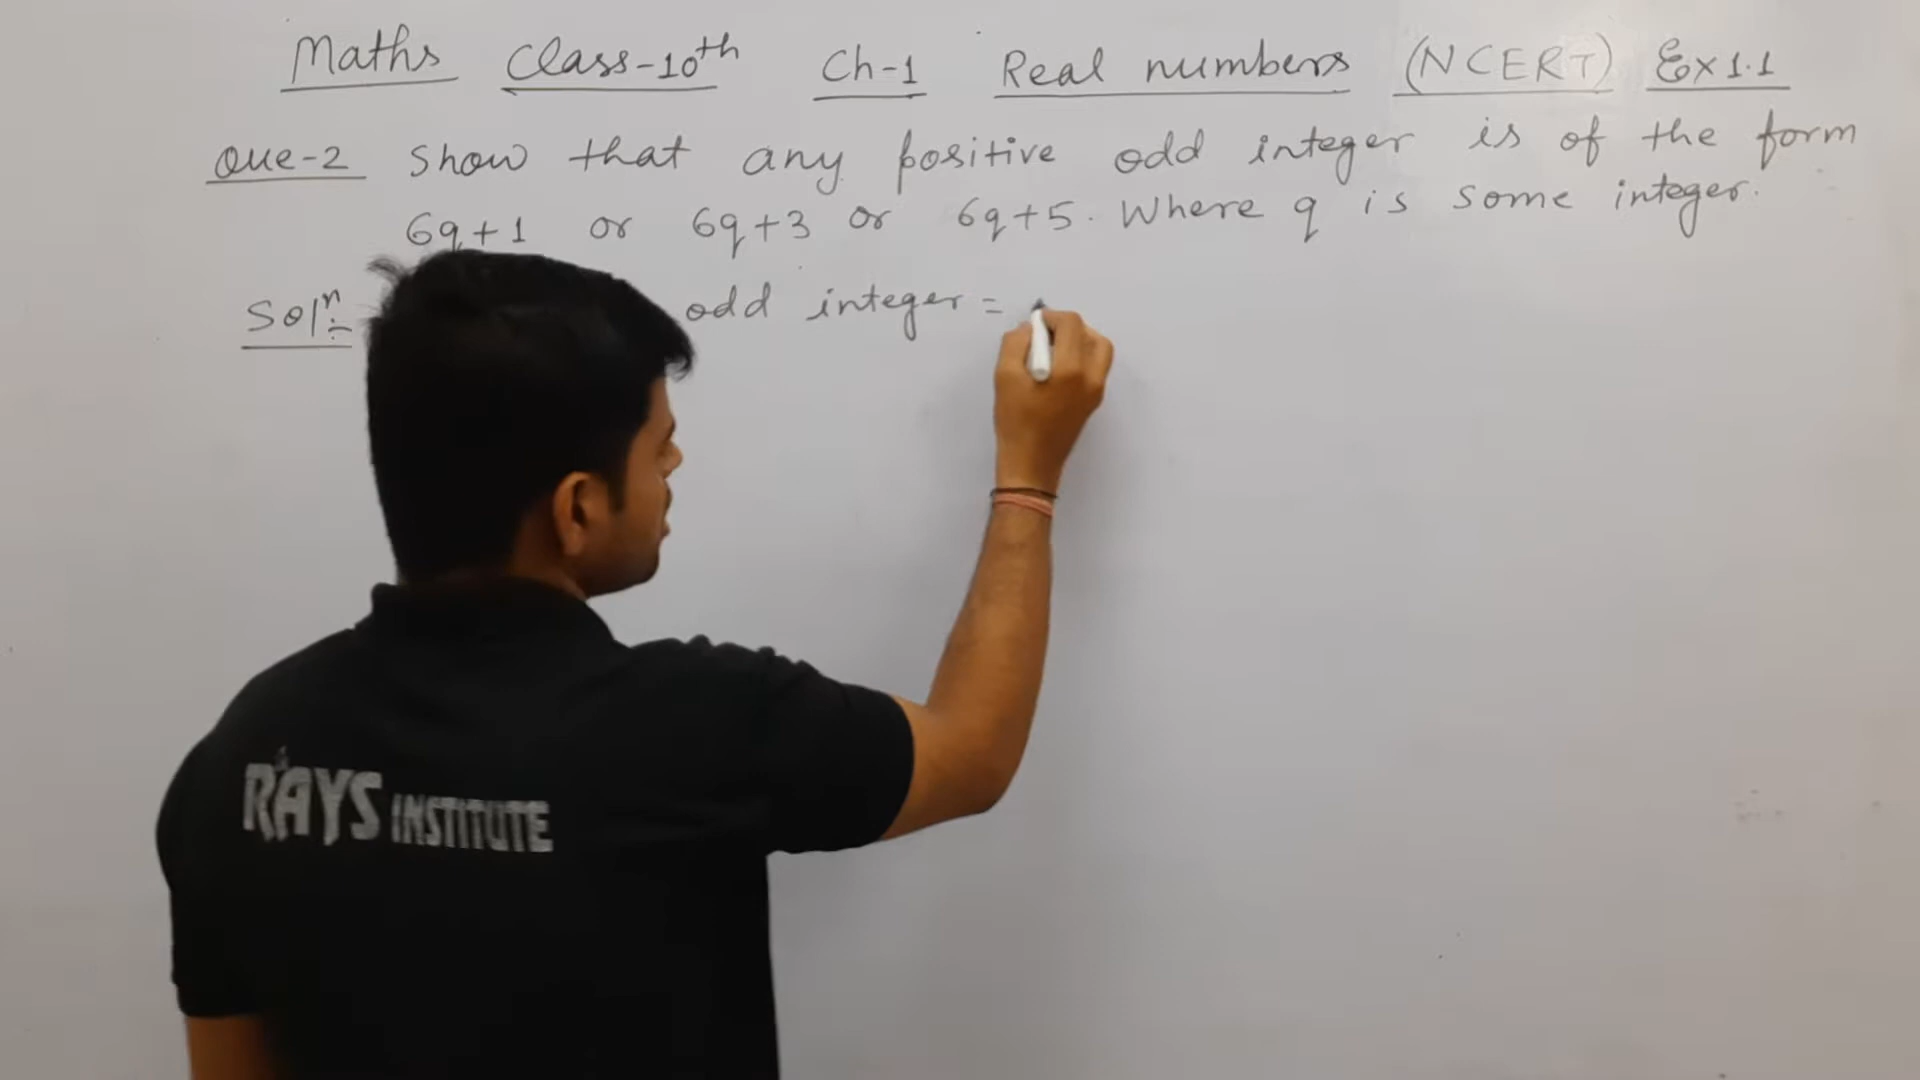 Maths Class-10th Ch-1 Real numbers (NCERT) Ex 1.1
Que-2 Show that any positive odd integer is of the form
6q+1 or 6q+3 or 6q+5. Where q is some integer.
Solⁿ:- odd integer =
RAYS INSTITUTE